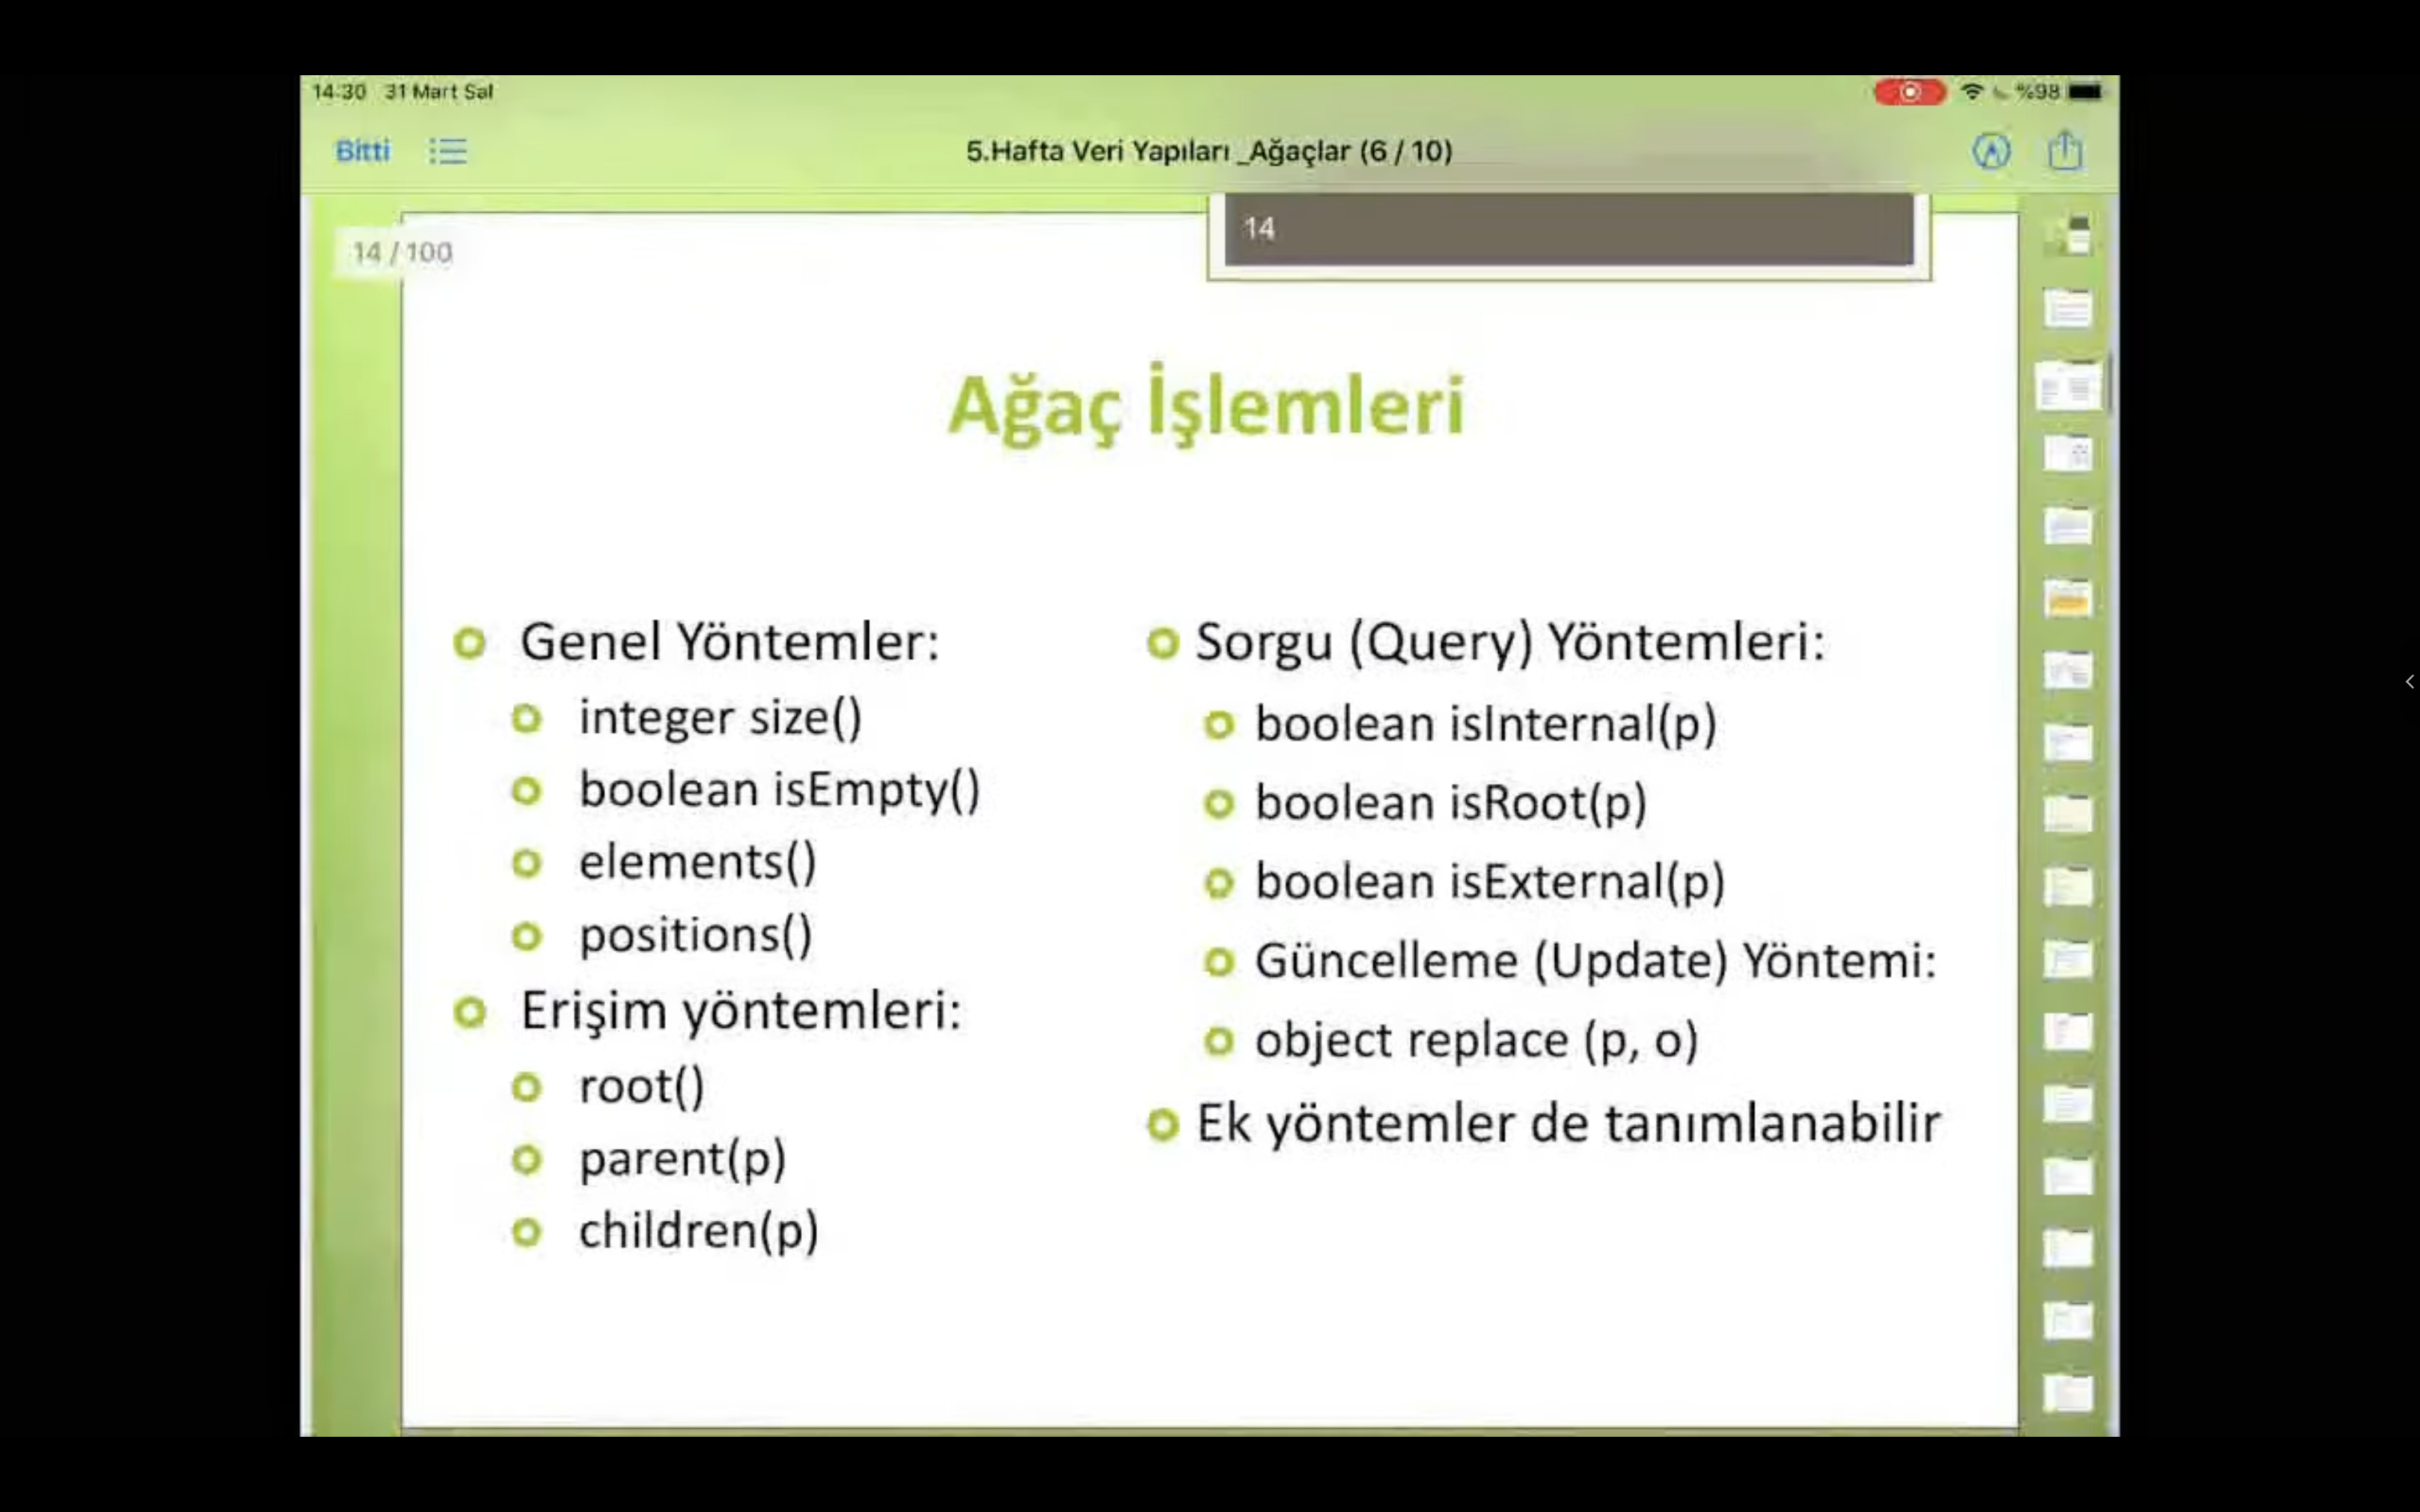 14:30 31 Mart Sal
%98
Bitti
5.Hafta Veri Yapıları _Ağaçlar (6 / 10)
14 / 100
14
Ağaç İşlemleri
Genel Yöntemler:
integer size()
boolean isEmpty()
elements()
positions()
Erişim yöntemleri:
root()
parent(p)
children(p)
Sorgu (Query) Yöntemleri:
boolean isInternal(p)
boolean isRoot(p)
boolean isExternal(p)
Güncelleme (Update) Yöntemi:
object replace (p, o)
Ek yöntemler de tanımlanabilir